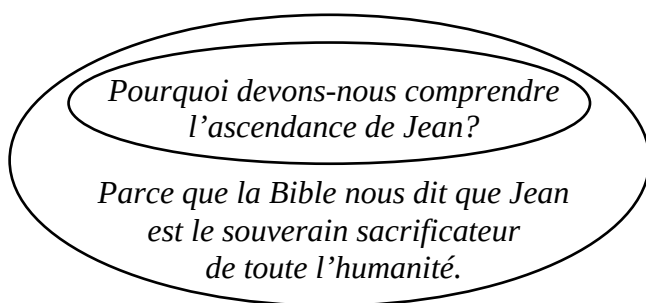 Pourquoi devons-nous comprendre
l’ascendance de Jean?
Parce que la Bible nous dit que Jean
est le souverain sacrificateur
de toute l’humanité.